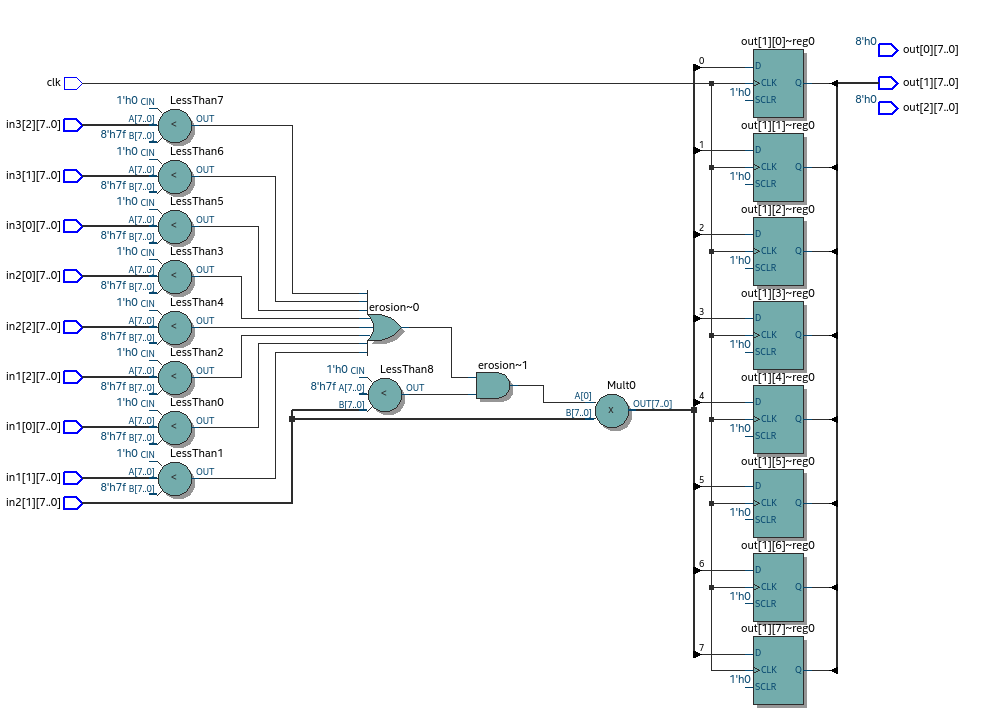 out[1][0]~reg0
8'h0
out[0][7..0]
0
D
clk
CLK
Q
out[1][7..0]
1'h0
SCLR
8'h0
out[2][7..0]
1'h0 CIN
LessThan7
in3[2][7..0]
A[7..0]
<
OUT
8'h7f B[7..0]
out[1][1]~reg0
1
D
CLK
Q
1'h0
SCLR
1'h0 CIN
LessThan6
in3[1][7..0]
A[7..0]
<
OUT
8'h7f B[7..0]
1'h0 CIN
LessThan5
in3[0][7..0]
A[7..0]
<
OUT
8'h7f B[7..0]
out[1][2]~reg0
2
D
CLK
Q
1'h0
SCLR
1'h0 CIN
LessThan3
in2[0][7..0]
A[7..0]
<
OUT
8'h7f B[7..0]
out[1][3]~reg0
3
D
CLK
Q
1'h0
SCLR
1'h0 CIN
LessThan4
in2[2][7..0]
A[7..0]
<
OUT
8'h7f B[7..0]
erosion~0
1'h0 CIN
LessThan2
in1[2][7..0]
A[7..0]
<
OUT
8'h7f B[7..0]
1'h0 CIN
LessThan8
8'h7f A[7..0]
<
OUT
B[7..0]
erosion~1
Mult0
A[0]
B[7..0]
x
OUT[7..0]
out[1][4]~reg0
4
D
CLK
Q
1'h0
SCLR
1'h0 CIN
LessThan0
in1[0][7..0]
A[7..0]
<
OUT
8'h7f B[7..0]
1'h0 CIN
LessThan1
in1[1][7..0]
A[7..0]
<
OUT
8'h7f B[7..0]
in2[1][7..0]
out[1][5]~reg0
5
D
CLK
Q
1'h0
SCLR
out[1][6]~reg0
6
D
CLK
Q
1'h0
SCLR
out[1][7]~reg0
7
D
CLK
Q
1'h0
SCLR